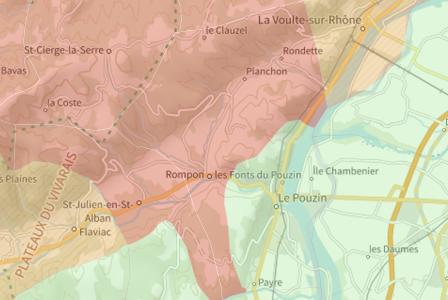 La Voulte-sur-Rhône
le Clauzel
St-Cierge-la-Serre
Rondette
Bavas
Planchon
la Coste
Rompon
les Fonts du Pouzin
Île Chambenier
s Plaines
PLATEAUX DU VIVARAIS
St-Julien-en-St-
Alban
Le Pouzin
Flaviac
les Daumes
Payre